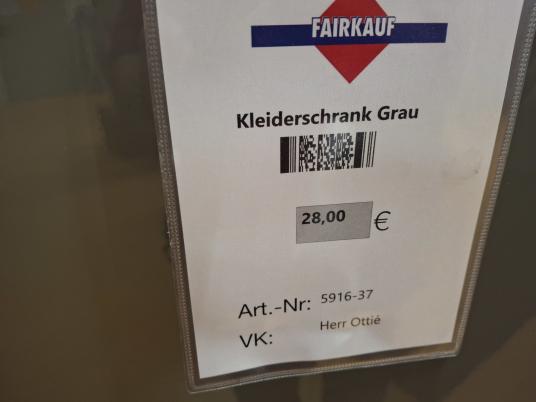 FAIRKAUF
Kleiderschrank Grau
28,00 €
Art.-Nr: 5916-37
VK: Herr Ottié